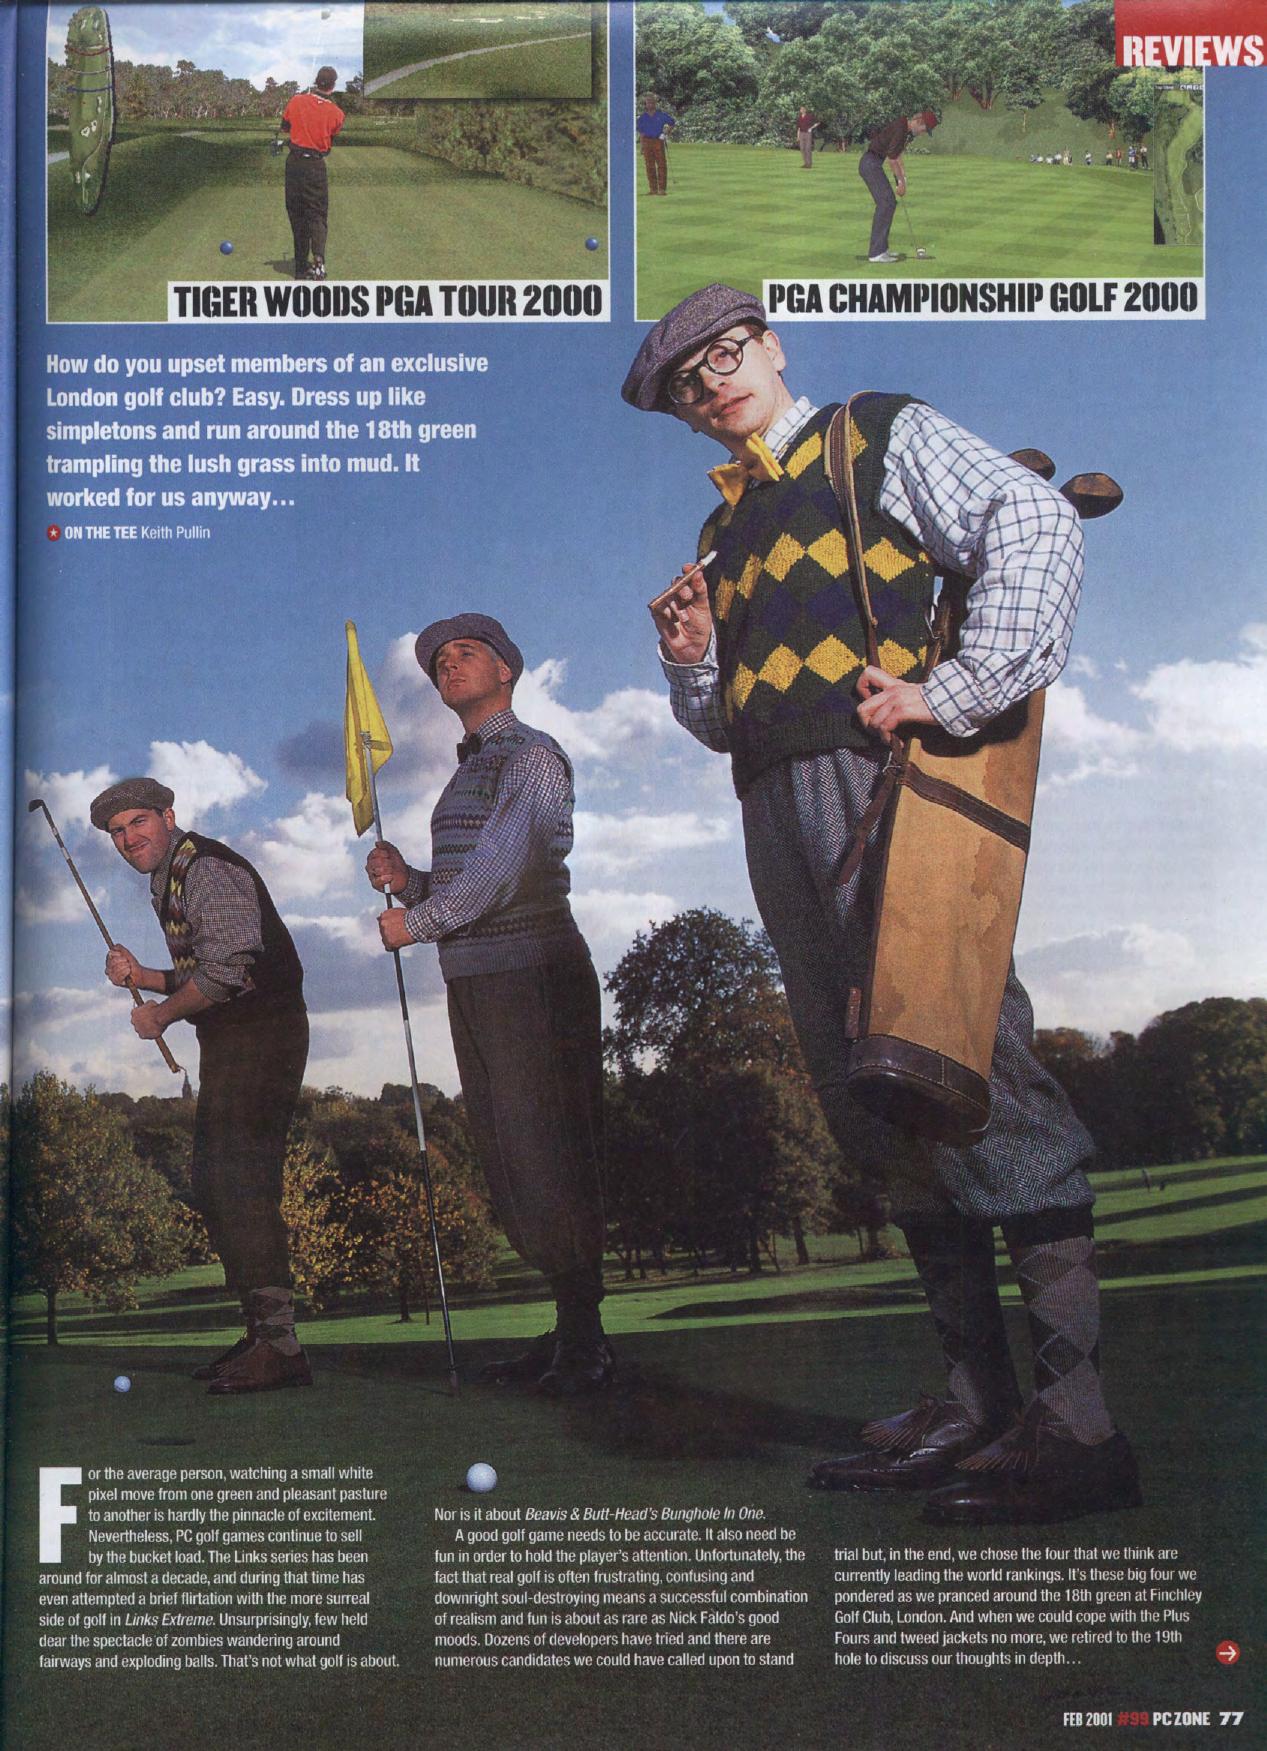 REVIEWS
TIGER WOODS PGA TOUR 2000
PGA CHAMPIONSHIP GOLF 2000
How do you upset members of an exclusive
London golf club? Easy. Dress up like
simpletons and run around the 18th green
trampling the lush grass into mud. It
worked for us anyway...
ON THE TEE Keith Pullin
For the average person, watching a small white
pixel move from one green and pleasant pasture
to another is hardly the pinnacle of excitement.
Nevertheless, PC golf games continue to sell
by the bucket load. The Links series has been
around for almost a decade, and during that time has
even attempted a brief flirtation with the more surreal
side of golf in Links Extreme. Unsurprisingly, few held
dear the spectacle of zombies wandering around
fairways and exploding balls. That's not what golf is about.
Nor is it about Beavis & Butt-Head's Bunghole In One.
A good golf game needs to be accurate. It also need be
fun in order to hold the player's attention. Unfortunately, the
fact that real golf is often frustrating, confusing and
downright soul-destroying means a successful combination
of realism and fun is about as rare as Nick Faldo's good
moods. Dozens of developers have tried and there are
numerous candidates we could have called upon to stand
trial but, in the end, we chose the four that we think are
currently leading the world rankings. It's these big four we
pondered as we pranced around the 18th green at Finchley
Golf Club, London. And when we could cope with the Plus
Fours and tweed jackets no more, we retired to the 19th
hole to discuss our thoughts in depth...
FEB 2001 #99 PC ZONE 77